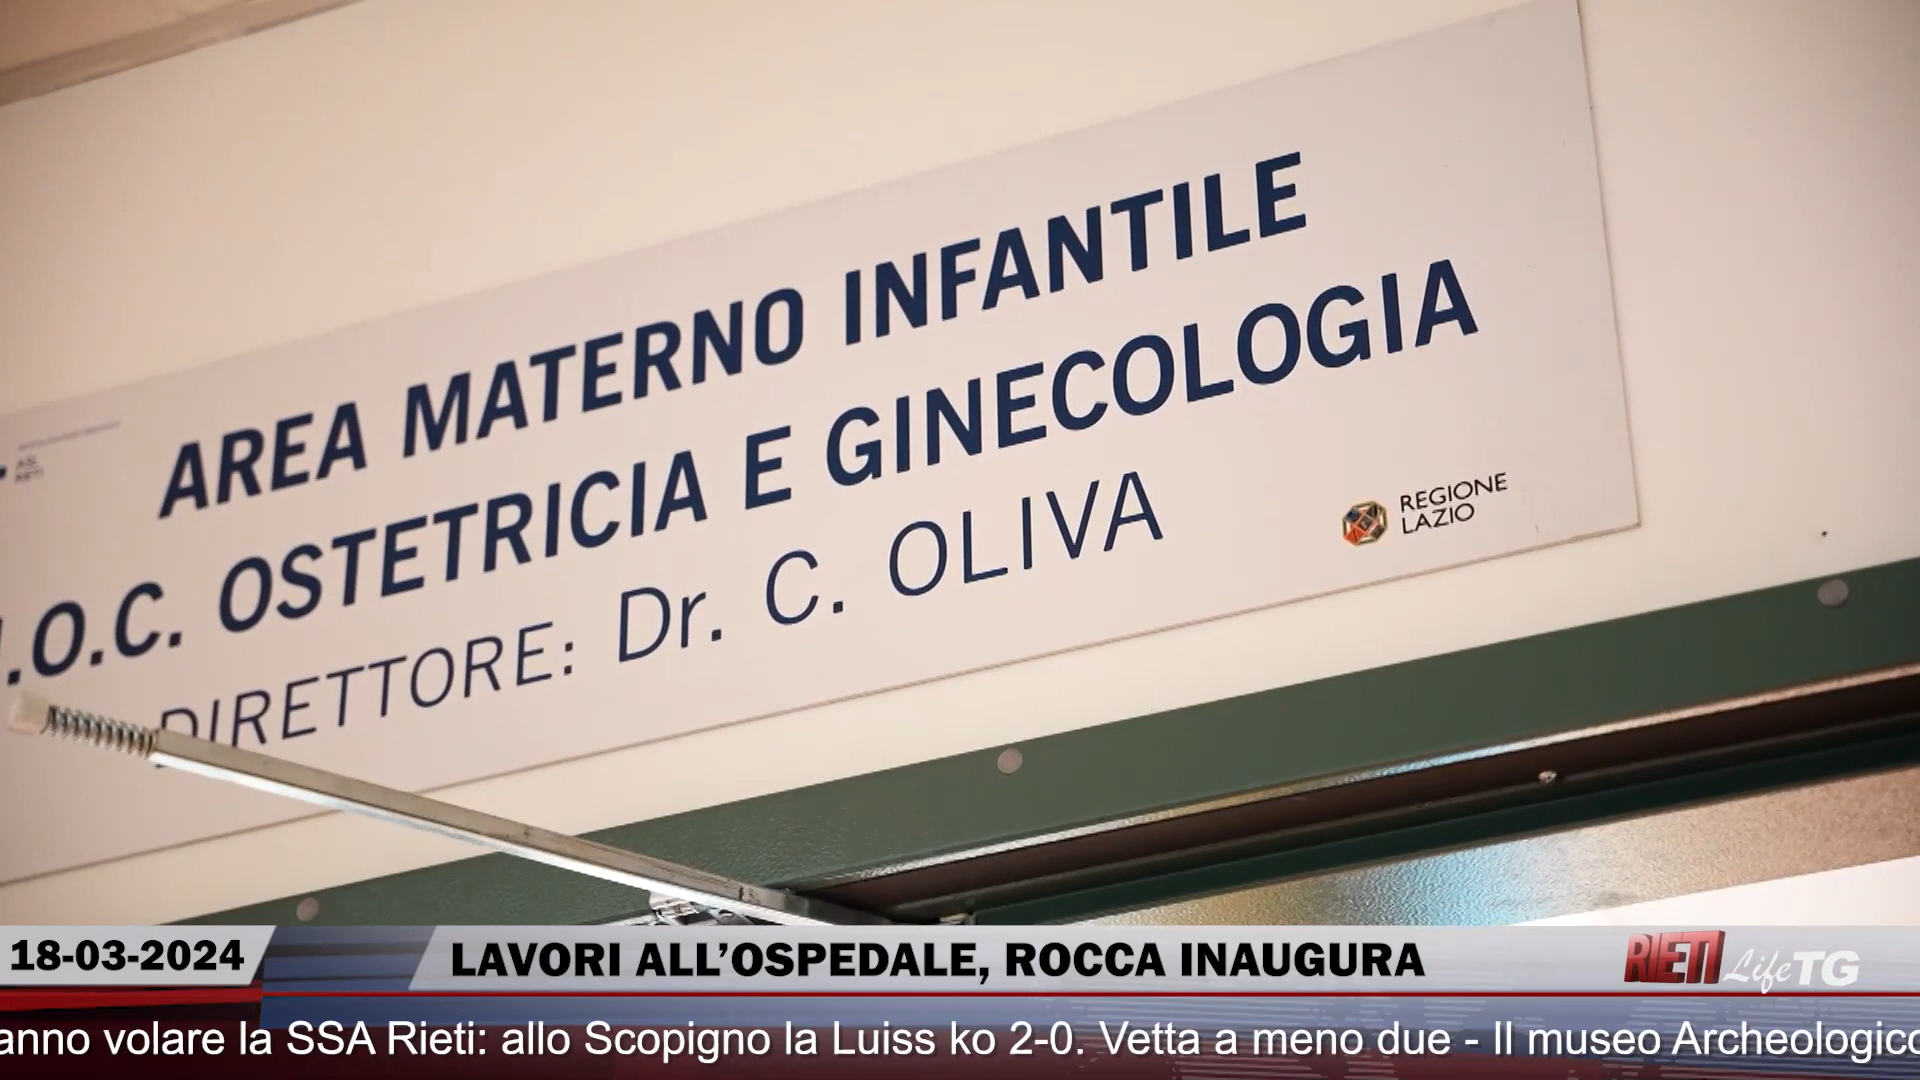 AREA MATERNO INFANTILE
.O.C. OSTETRICIA E GINECOLOGIA
DIRETTORE: Dr. C. OLIVA
REGIONE
LAZIO
18-03-2024
LAVORI ALL'OSPEDALE, ROCCA INAUGURA
RIETI Life TG
anno volare la SSA Rieti: allo Scopigno la Luiss ko 2-0. Vetta a meno due - Il museo Archeologico